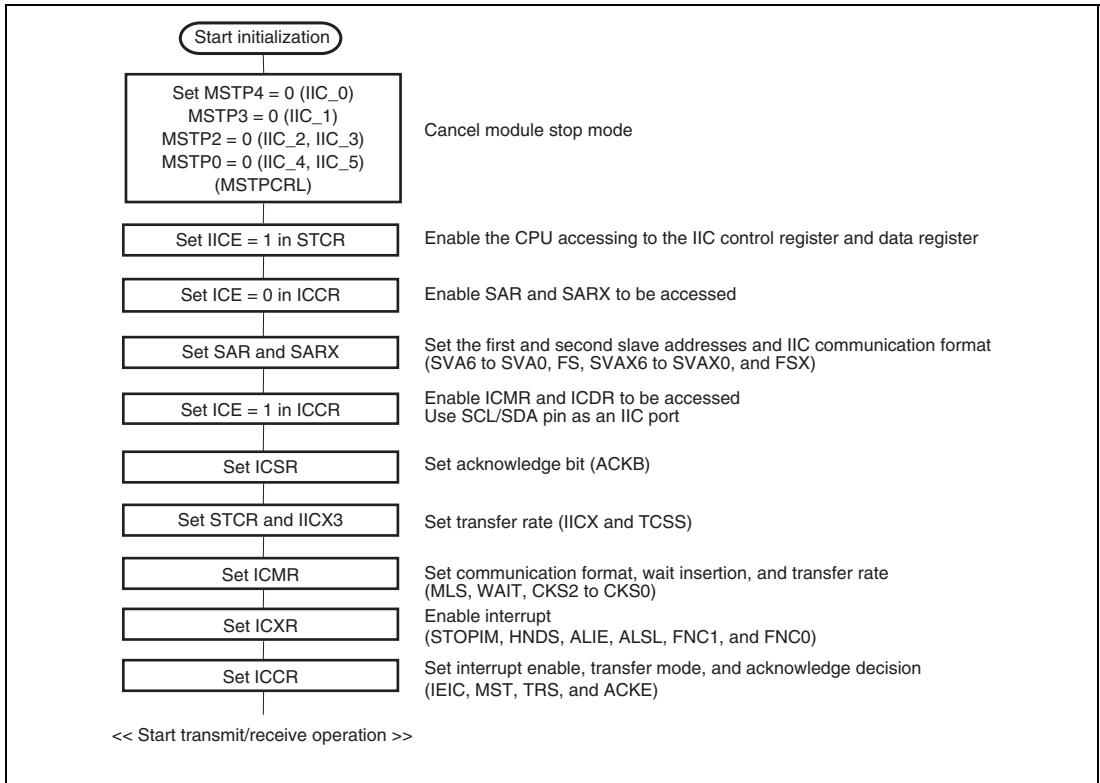 Start initialization
Set MSTP4 = 0 (IIC_0)
MSTP3 = 0 (IIC_1)
MSTP2 = 0 (IIC_2, IIC_3)
MSTP0 = 0 (IIC_4, IIC_5)
(MSTPCRL)
Cancel module stop mode
Set IICE = 1 in STCR
Enable the CPU accessing to the IIC control register and data register
Set ICE = 0 in ICCR
Enable SAR and SARX to be accessed
Set SAR and SARX
Set the first and second slave addresses and IIC communication format
(SVA6 to SVA0, FS, SVAX6 to SVAX0, and FSX)
Set ICE = 1 in ICCR
Enable ICMR and ICDR to be accessed
Use SCL/SDA pin as an IIC port
Set ICSR
Set acknowledge bit (ACKB)
Set STCR and IICX3
Set transfer rate (IICX and TCSS)
Set ICMR
Set communication format, wait insertion, and transfer rate
(MLS, WAIT, CKS2 to CKS0)
Set ICXR
Enable interrupt
(STOPIM, HNDS, ALIE, ALSL, FNC1, and FNC0)
Set ICCR
Set interrupt enable, transfer mode, and acknowledge decision
(IEIC, MST, TRS, and ACKE)
<< Start transmit/receive operation >>